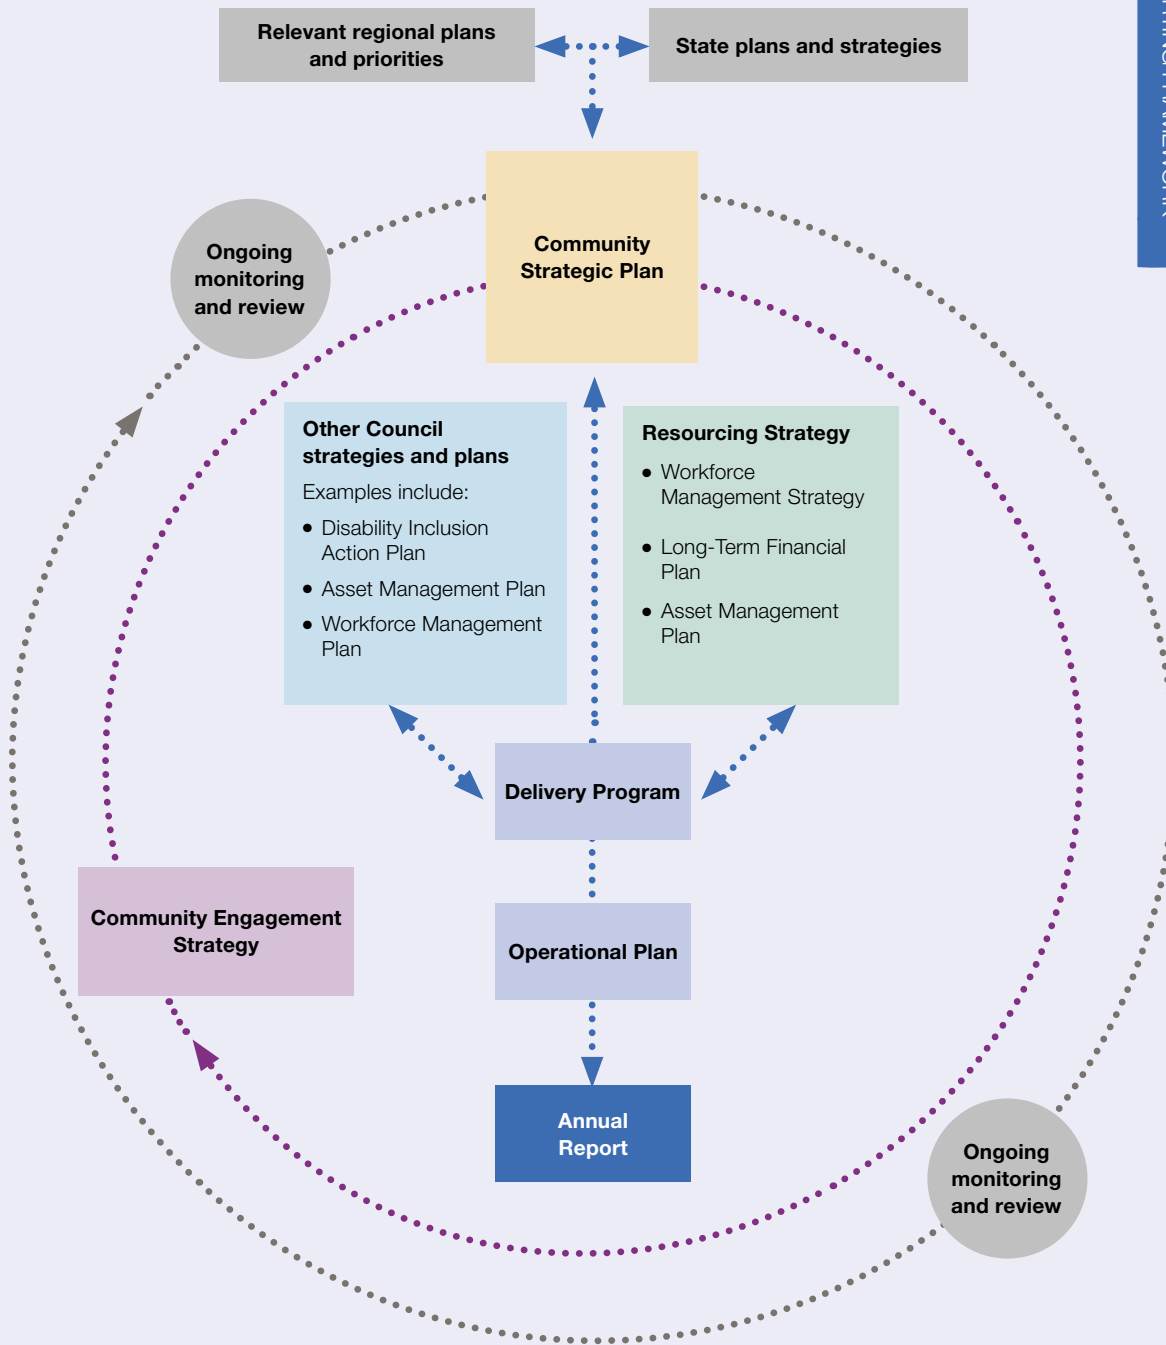 Relevant regional plans
and priorities
State plans and strategies
Community
Strategic Plan
Ongoing
monitoring
and review
Other Council
strategies and plans
Examples include:
• Disability Inclusion
Action Plan
• Asset Management Plan
• Workforce Management
Plan
Resourcing Strategy
• Workforce
Management Strategy
• Long-Term Financial
Plan
• Asset Management
Plan
Delivery Program
Community Engagement
Strategy
Operational Plan
Annual
Report
Ongoing
monitoring
and review